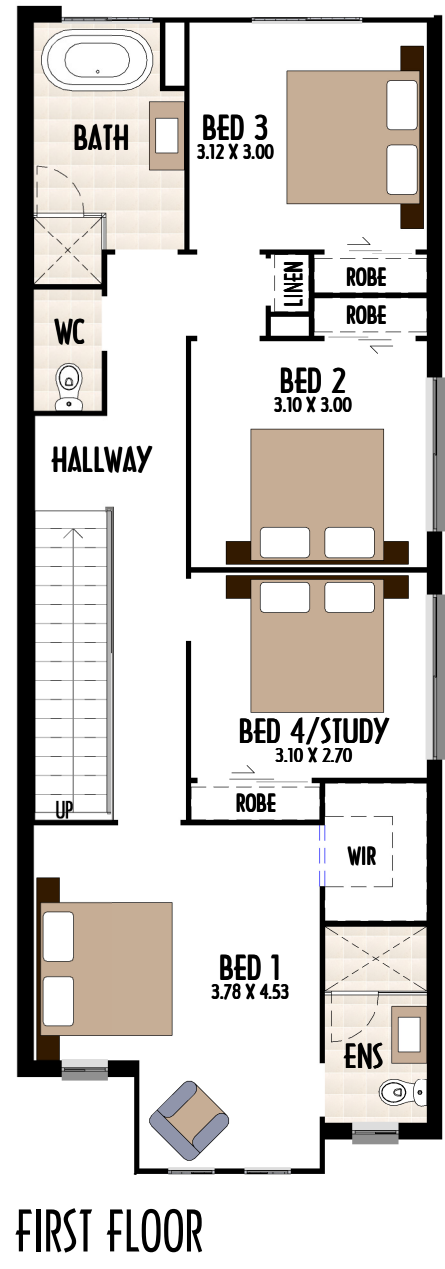 BATH
BED 3
3.12 X 3.00
LINEN
ROBE
ROBE
WC
BED 2
3.10 X 3.00
HALLWAY
BED 4/STUDY
3.10 X 2.70
UP
ROBE
WIR
BED 1
3.78 X 4.53
ENS
FIRST FLOOR